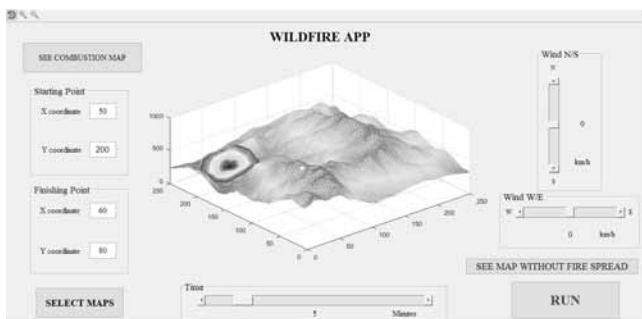 WILDFIRE APP
SEE COMBUSTION MAP
Starting Point
X coordinate 50
Y coordinate 200
Finishing Point
X coordinate 60
Y coordinate 80
SELECT MAPS
1000
500
0
250
200
150
100
50
0
0
50
100
150
200
250
Time
5 Minutes
Wind N/S
N
0
S
km/h
Wind W/E
W
0 km/h
SEE MAP WITHOUT FIRE SPREAD
RUN